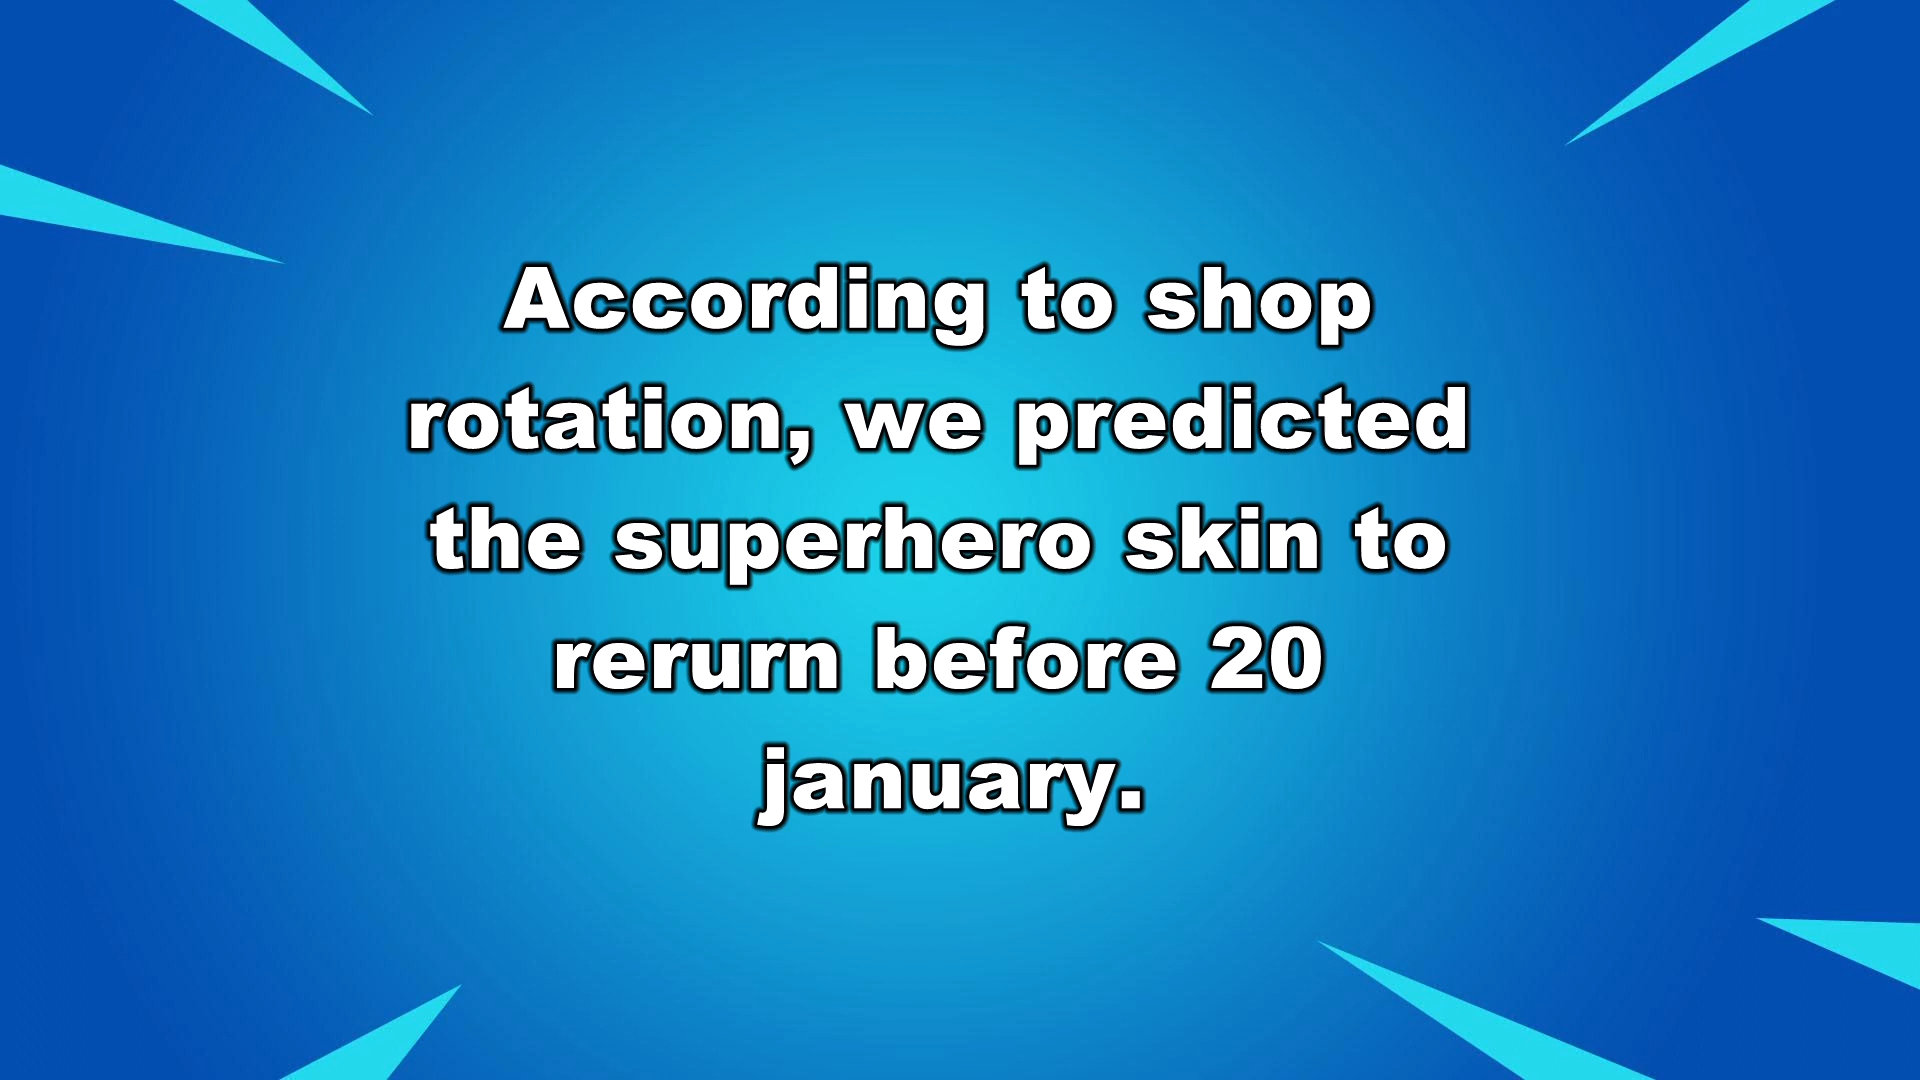 According to shop
rotation, we predicted
the superhero skin to
rerurn before 20
january.